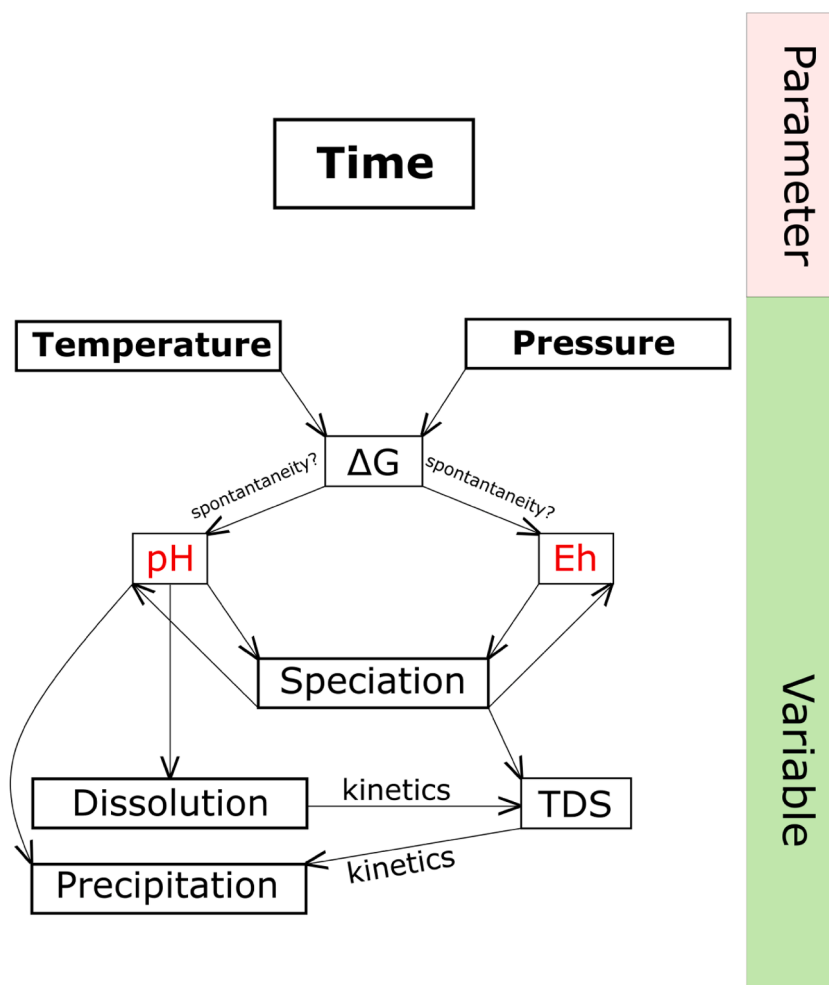 Parameter
Time
Temperature
Pressure
ΔG
spontantaneity?
spontantaneity?
pH
Eh
Speciation
Variable
Dissolution
kinetics
TDS
Precipitation
kinetics